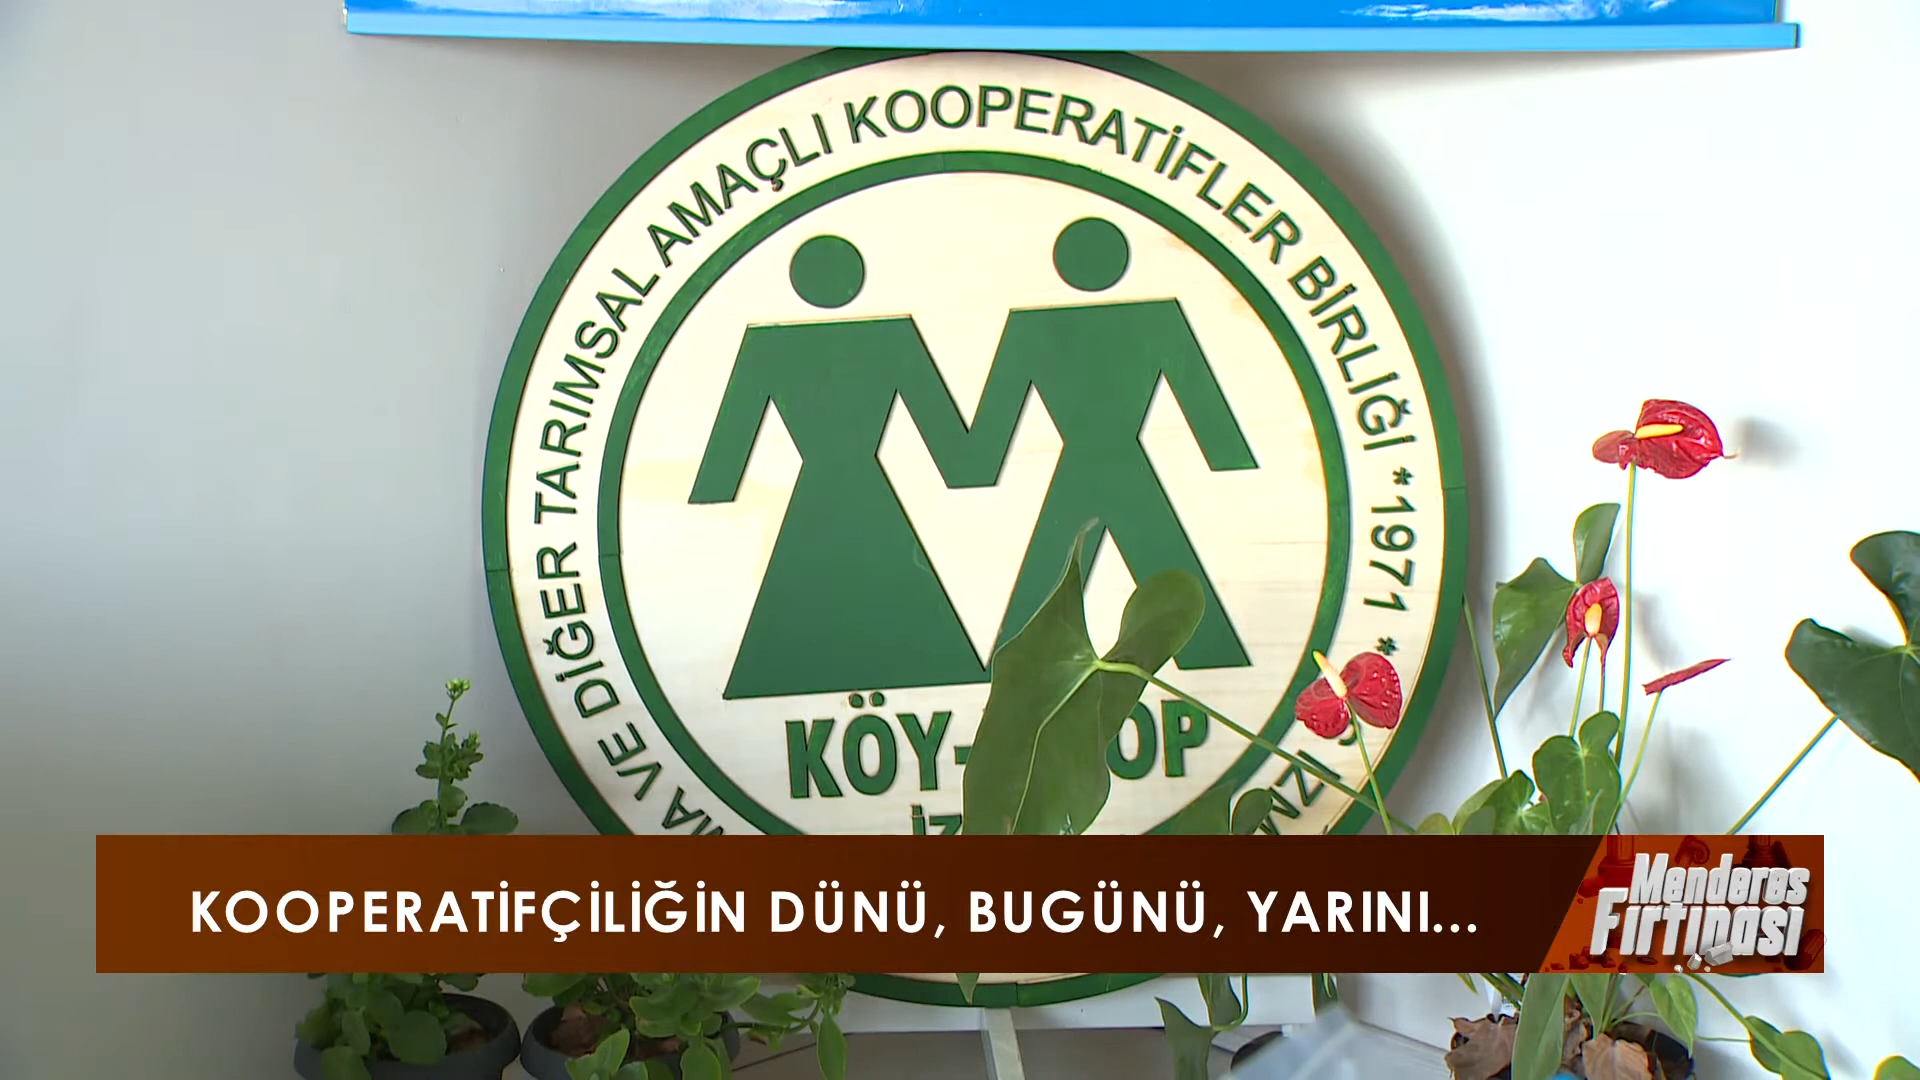 VE DİĞER TARIMSAL AMAÇLI KOOPERATİFLER BİRLİĞİ *1971*
KÖY-
KOOPERATİFÇİLİĞİN DÜNÜ, BUGÜNÜ, YARINI...
Menderes
Fırtınası